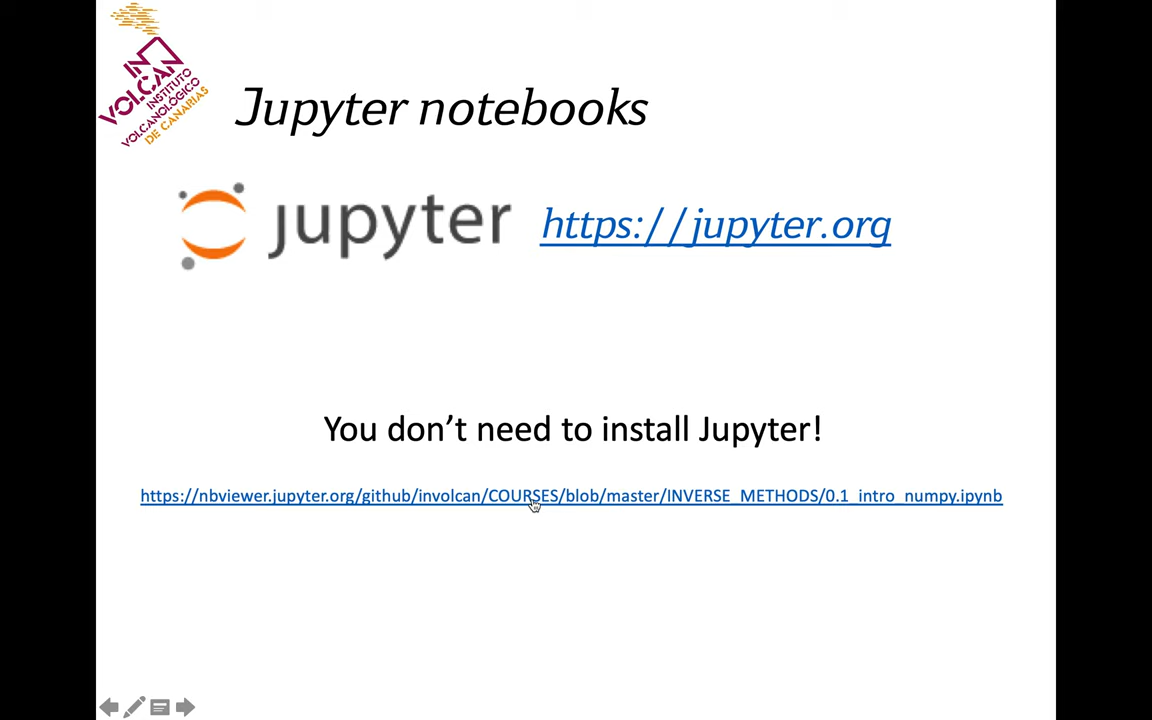 INVOLCAN
INSTITUTO
VOLCANOLÓGICO
DE CANARIAS
Jupyter notebooks
jupyter
https://jupyter.org
You don’t need to install Jupyter!
https://nbviewer.jupyter.org/github/involcan/COURSES/blob/master/INVERSE_METHODS/0.1_intro_numpy.ipynb